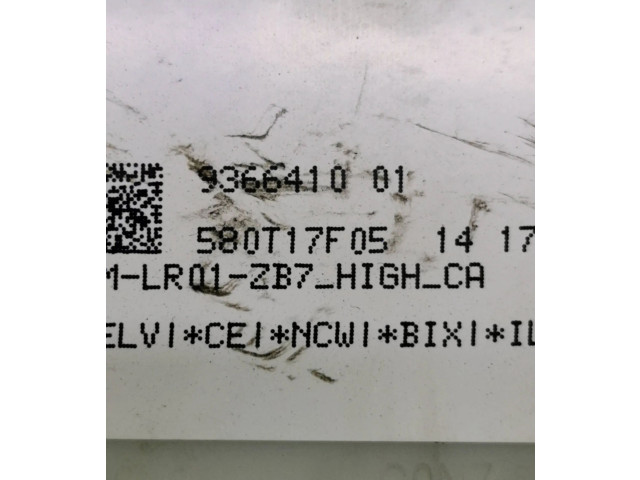 9366410 01
580T17F05 14 17
M-LR01-ZB7_HIGH_CA
ELV|*CE|*NCW|*BIX|*IL